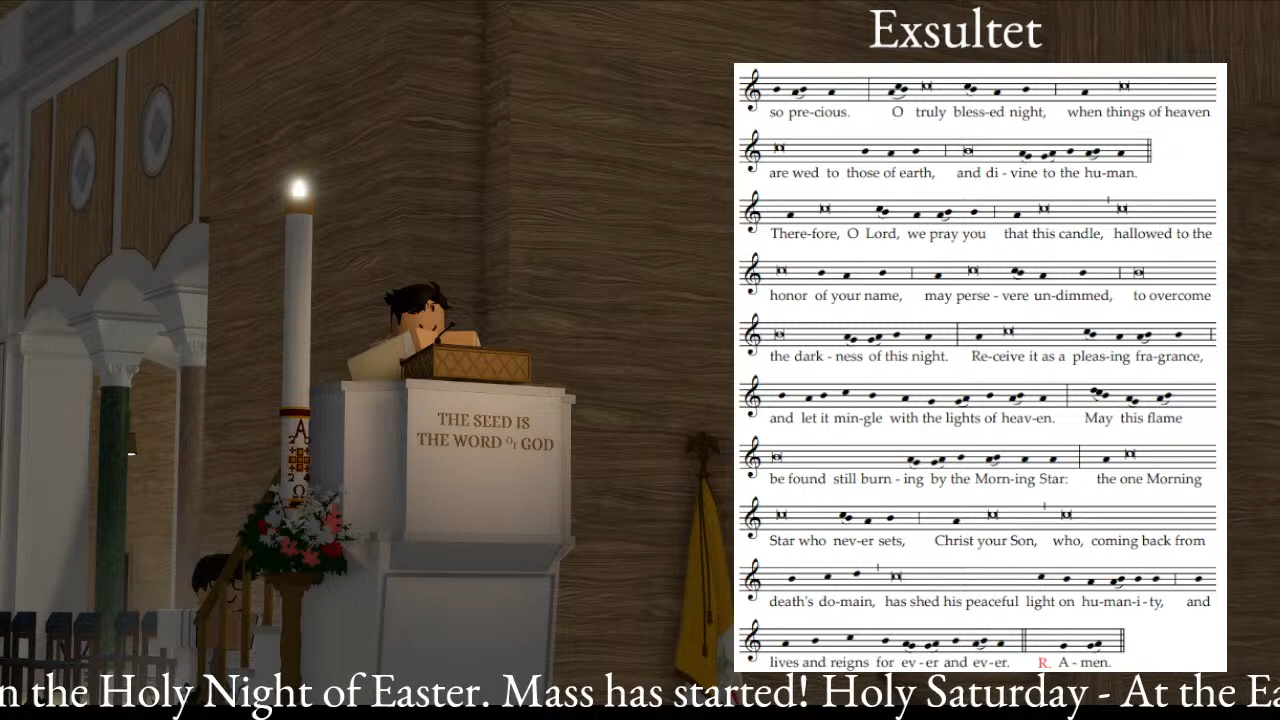 Exsultet
so pre-cious. O truly bless-ed night, when things of heaven
are wed to those of earth, and di - vine to the hu-man.
There-fore, O Lord, we pray you that this candle, hallowed to the
honor of your name, may perse - vere un-dimmed, to overcome
the dark - ness of this night. Re-ceive it as a pleas-ing fra-grance,
and let it min-gle with the lights of heav-en. May this flame
be found still burn - ing by the Morn-ing Star: the one Morning
Star who nev-er sets, Christ your Son, who, coming back from
death's do-main, has shed his peaceful light on hu-man-i-ty, and
lives and reigns for ev-er and ev-er. R. A-men.
THE SEED IS
THE WORD OF GOD
A
2 2
2 5
Ω
n the Holy Night of Easter. Mass has started! Holy Saturday - At the Ea